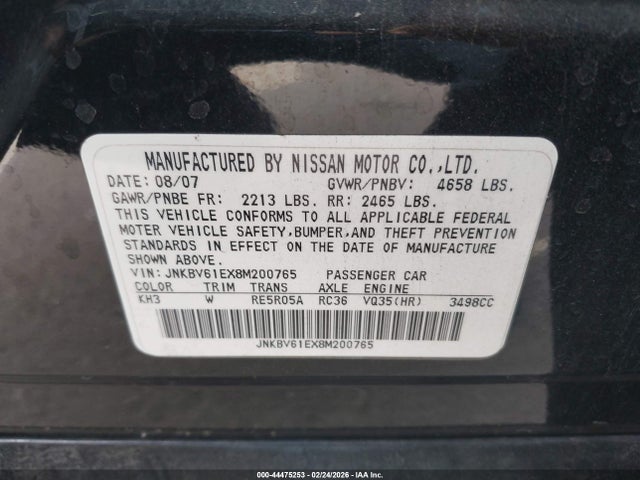 MANUFACTURED BY NISSAN MOTOR CO.,LTD.
DATE: 08/07 GVWR/PNBV: 4658 LBS.
GAWR/PNBE FR: 2213 LBS. RR: 2465 LBS.
THIS VEHICLE CONFORMS TO ALL APPLICABLE FEDERAL
MOTOR VEHICLE SAFETY,BUMPER,AND THEFT PREVENTION
STANDARDS IN EFFECT ON THE DATE OF MANUFACTURE
SHOWN ABOVE.
VIN: JNKBV61EX8M200765 PASSENGER CAR
COLOR TRIM TRANS AXLE ENGINE
KH3 W RE5R05A RC36 VQ35(HR) 3498CC
JNKBV61EX8M200765
© 44475253 - 02/24/2026 - IAA Inc.